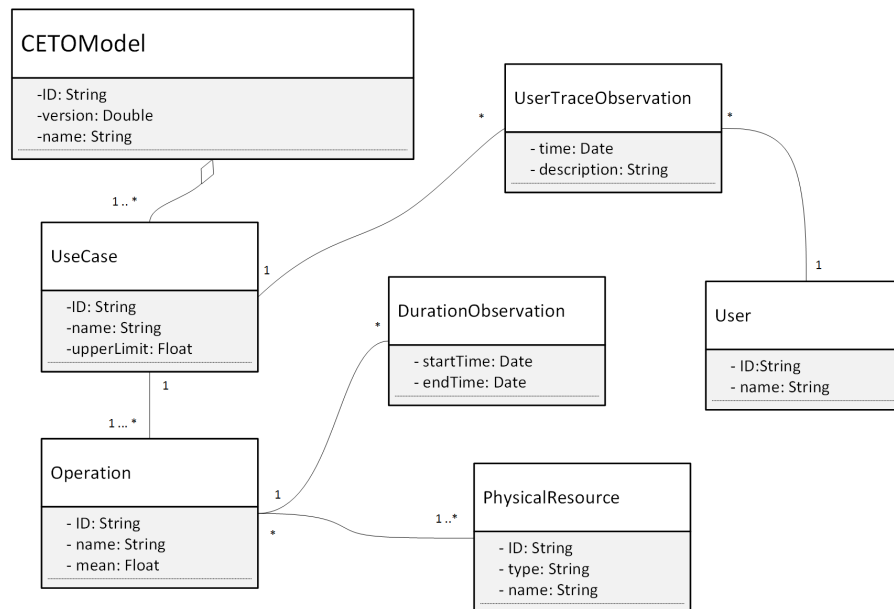 CETOModel
-ID: String
-version: Double
-name: String
1 .. *
UseCase
-ID: String
-name: String
-upperLimit: Float
1
1 ... *
Operation
- ID: String
- name: String
- mean: Float
*
1
UserTraceObservation
- time: Date
- description: String
*
1
User
- ID:String
- name: String
*
DurationObservation
- startTime: Date
- endTime: Date
1
*
1..*
PhysicalResource
- ID: String
- type: String
- name: String